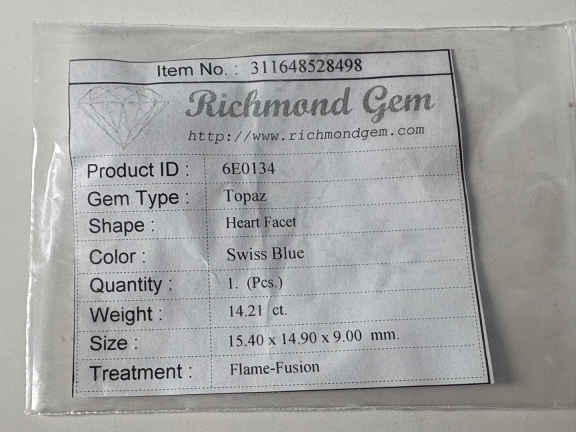 Item No. : 311648528498
Richmond Gem
http://www.richmondgem.com
Product ID : 6E0134
Gem Type : Topaz
Shape : Heart Facet
Color : Swiss Blue
Quantity : 1. (Pcs.)
Weight : 14.21 ct.
Size : 15.40 x 14.90 x 9.00 mm.
Treatment : Flame-Fusion